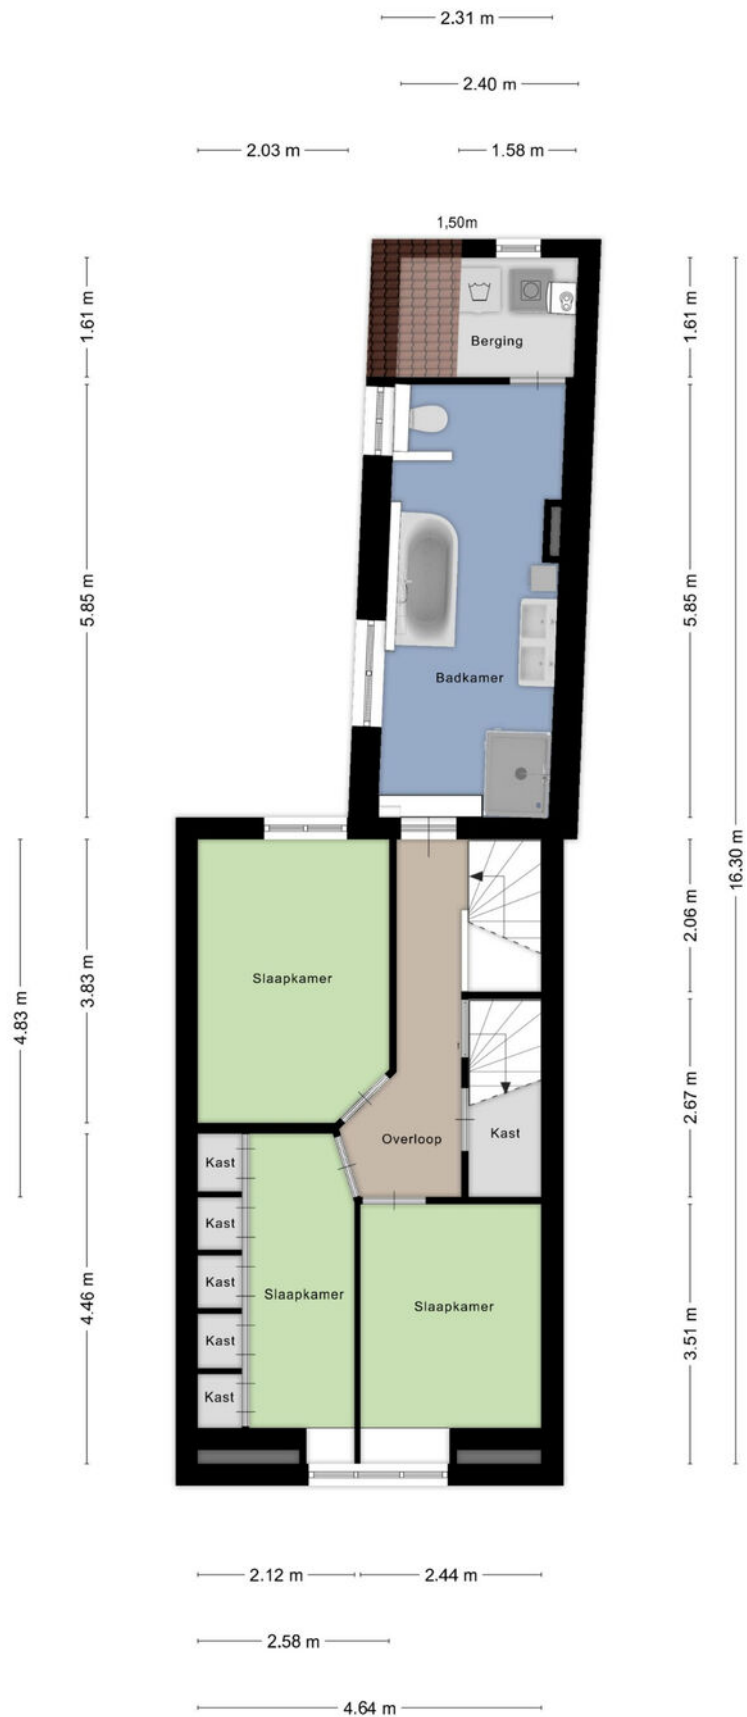 2.31 m
2.40 m
2.03 m
1.58 m
1,50m
1.61 m
1.61 m
Berging
5.85 m
5.85 m
Badkamer
16.30 m
2.06 m
3.83 m
Slaapkamer
4.83 m
2.67 m
Overloop
Kast
Kast
Kast
Kast
Slaapkamer
Slaapkamer
4.46 m
3.51 m
Kast
Kast
2.12 m
2.44 m
2.58 m
4.64 m